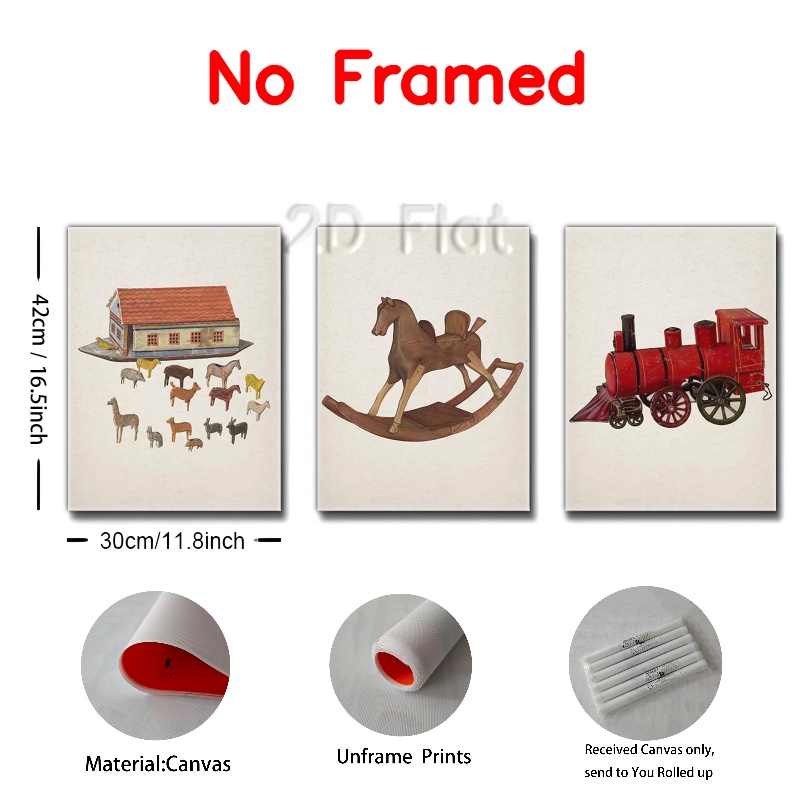 No Framed
2.D Flat
42cm / 16.5inch
30cm/11.8inch
Material:Canvas
Unframe Prints
Received Canvas only,
send to You Rolled up